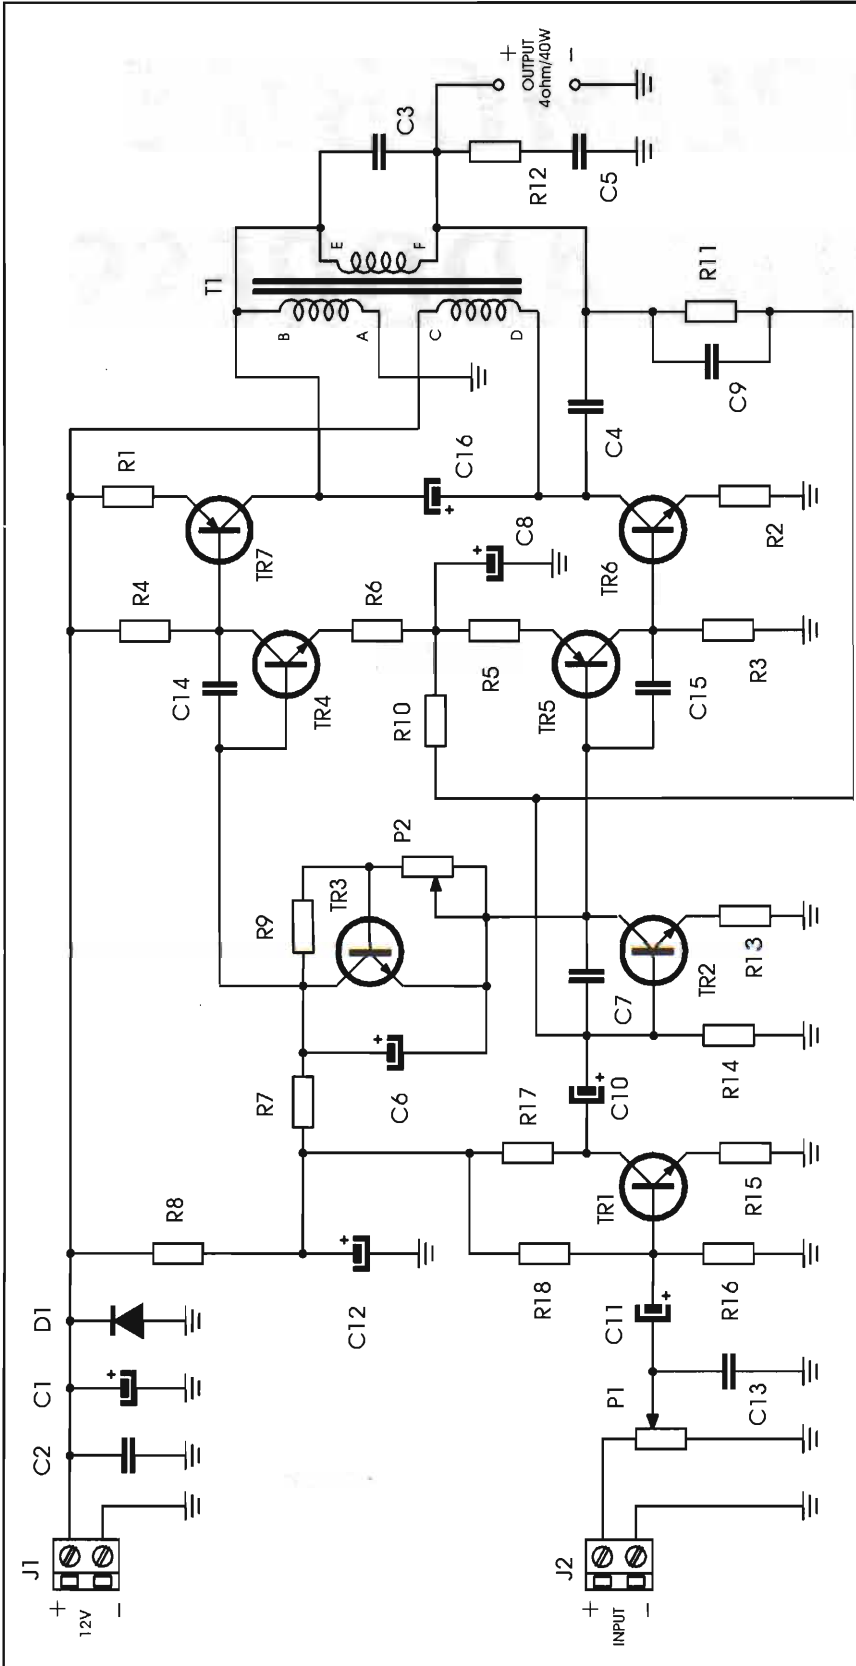 J1
+
12V
−
C2
C1
D1
R8
R4
R1
T1
B
A
C
D
E
F
C3
+
OUTPUT
4ohm/40W
−
R12
C5
TR7
C16
+
C14
TR4
R6
C8
+
R7
R9
TR3
P2
R10
R5
TR5
C15
R3
TR6
R2
C4
C9
R11
+
C12
+
C6
+
+
R17
C10
+
C7
TR2
R13
R14
J2
+
INPUT
−
P1
C13
C11
+
R18
R16
TR1
R15